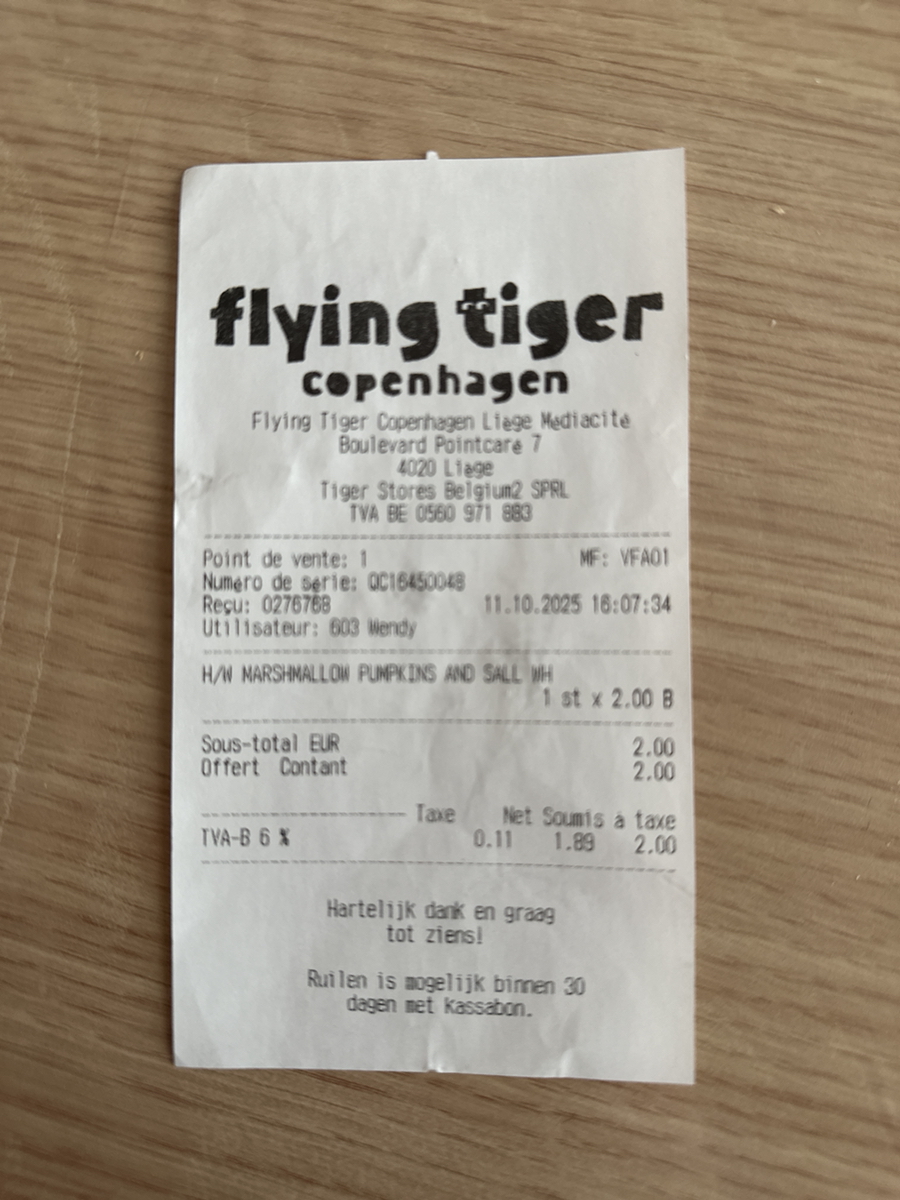 flying tiger
copenhagen
Flying Tiger Copenhagen Liège Médiacité
Boulevard Pointcaré 7
4020 Liège
Tiger Stores Belgium2 SPRL
TVA BE 0560 971 883
Point de vente: 1 MF: VFA01
Numéro de série: QC16450048
Reçu: 0276768 11.10.2025 16:07:34
Utilisateur: 603 Wendy
H/W MARSHMALLOW PUMPKINS AND SALL WH
1 st x 2.00 B
Sous-total EUR 2.00
Offert Contant 2.00
Taxe Net Soumis à taxe
TVA-B 6 % 0.11 1.89 2.00
Hartelijk dank en graag
tot ziens!
Ruilen is mogelijk binnen 30
dagen met kassabon.